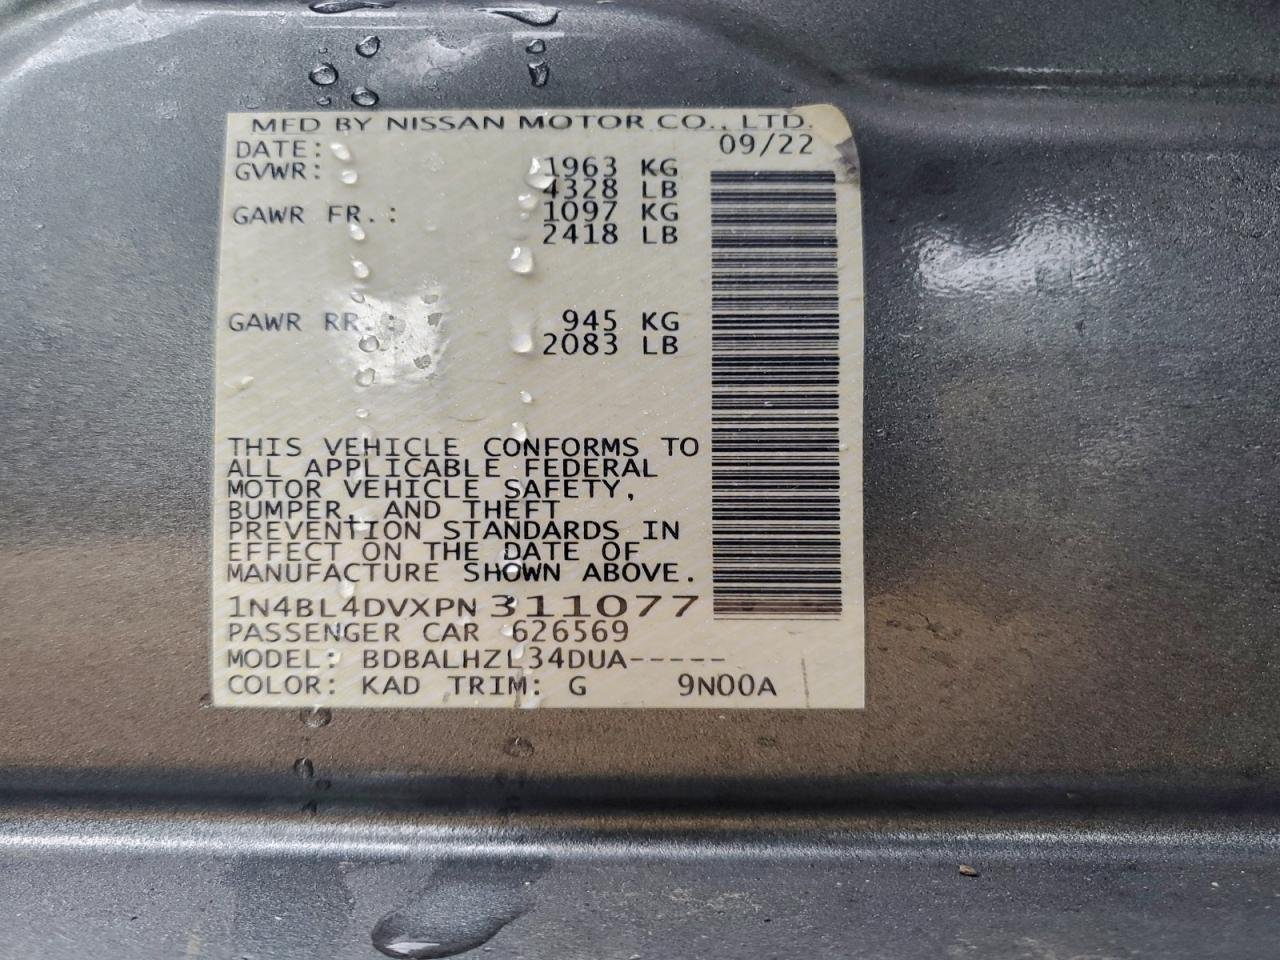 MFD BY NISSAN MOTOR CO., LTD.
DATE: 09/22
GVWR: 1963 KG
4328 LB
GAWR FR.: 1097 KG
2418 LB
GAWR RR.: 945 KG
2083 LB
THIS VEHICLE CONFORMS TO
ALL APPLICABLE FEDERAL
MOTOR VEHICLE SAFETY,
BUMPER, AND THEFT
PREVENTION STANDARDS IN
EFFECT ON THE DATE OF
MANUFACTURE SHOWN ABOVE.
1N4BL4DVXPN311077
PASSENGER CAR 626569
MODEL: BDBALHZL34DUA-----
COLOR: KAD TRIM: G 9N00A